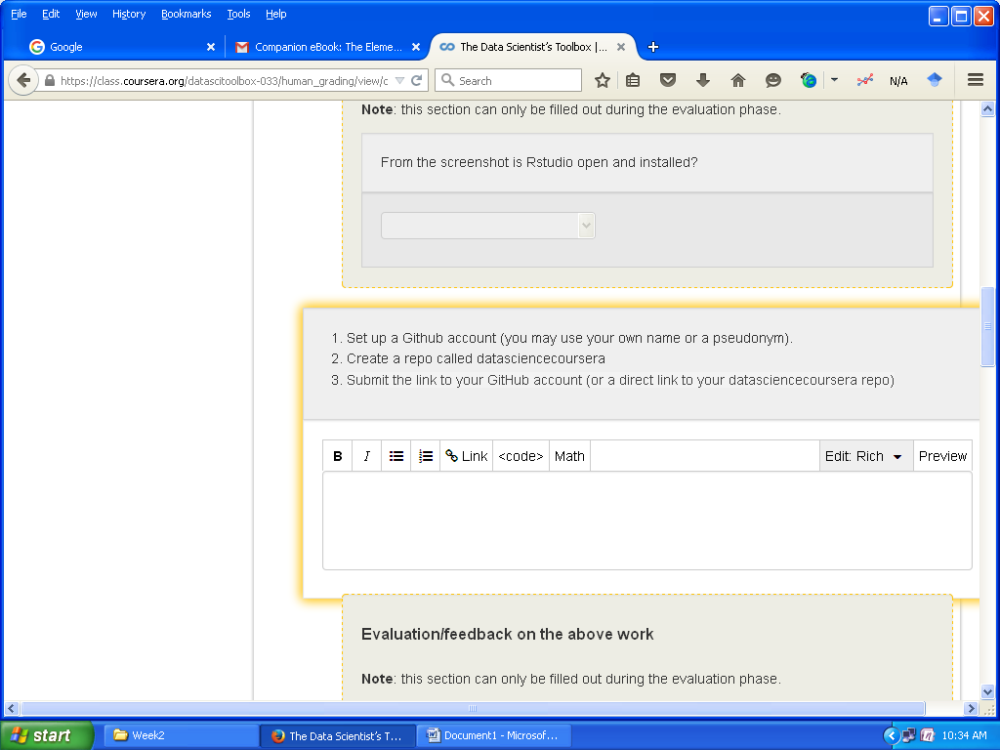 File Edit View History Bookmarks Tools Help
Google
Companion eBook: The Eleme...
The Data Scientist's Toolbox |...
https://class.coursera.org/datascitoolbox-033/human_grading/view/c
Search
N/A
Note: this section can only be filled out during the evaluation phase.
From the screenshot is Rstudio open and installed?
1. Set up a Github account (you may use your own name or a pseudonym).
2. Create a repo called datasciencecoursera
3. Submit the link to your GitHub account (or a direct link to your datasciencecoursera repo)
B I Link <code> Math Edit: Rich Preview
Evaluation/feedback on the above work
Note: this section can only be filled out during the evaluation phase.
start Week2 The Data Scientist's T... Document1 - Microsof... 10:34 AM